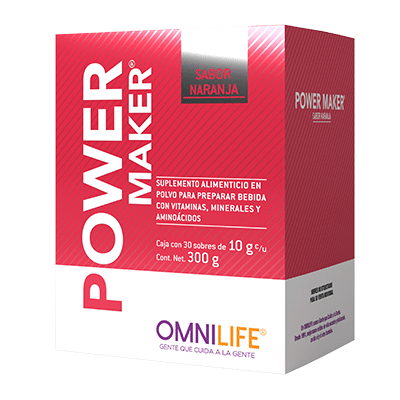 POWER
MAKER®
SABOR
NARANJA
SUPLEMENTO ALIMENTICIO EN
POLVO PARA PREPARAR BEBIDA
CON VITAMINAS, MINERALES Y
AMINOÁCIDOS
Caja con 30 sobres de 10 g c/u
Cont. Net. 300 g
OMNILIFE®
GENTE QUE CUIDA A LA GENTE
POWER MAKER®
SABOR NARANJA